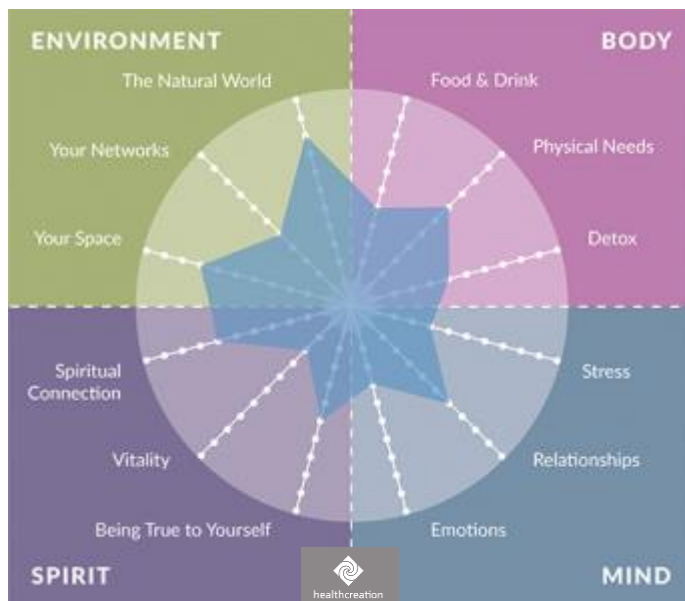 ENVIRONMENT
BODY
The Natural World
Food & Drink
Your Networks
Physical Needs
Your Space
Detox
Spiritual
Connection
Stress
Vitality
Relationships
Being True to Yourself
Emotions
SPIRIT
MIND
healthcreation